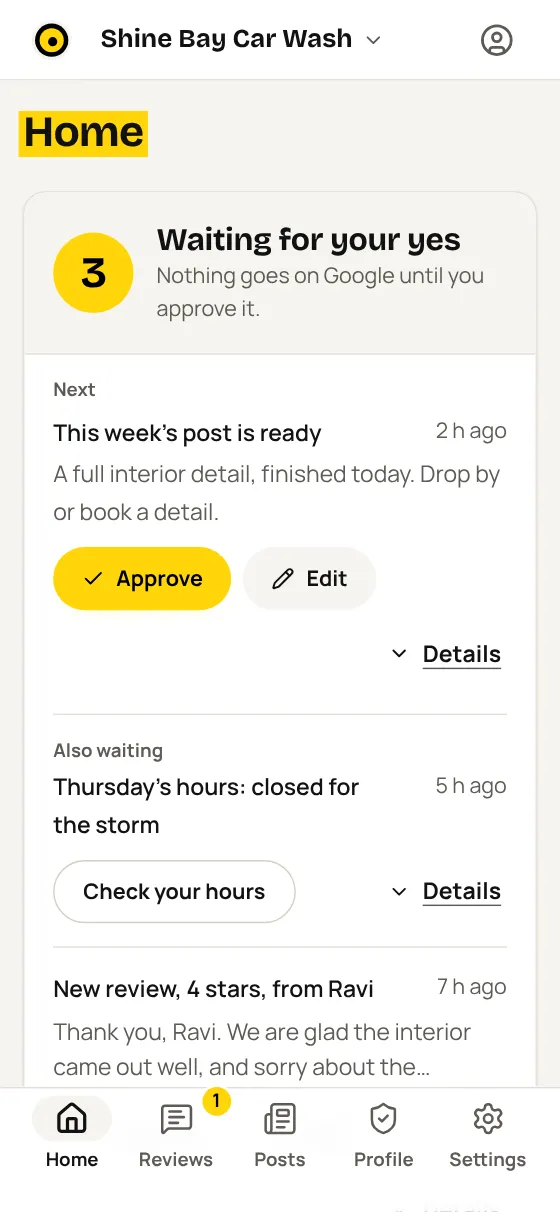 Shine Bay Car Wash
Home
3
Waiting for your yes
Nothing goes on Google until you
approve it.
Next
This week's post is ready
2 h ago
A full interior detail, finished today. Drop by
or book a detail.
Approve
Edit
Details
Also waiting
Thursday's hours: closed for
the storm
5 h ago
Check your hours
Details
New review, 4 stars, from Ravi
7 h ago
Thank you, Ravi. We are glad the interior
came out well, and sorry about the…
1
Home
Reviews
Posts
Profile
Settings